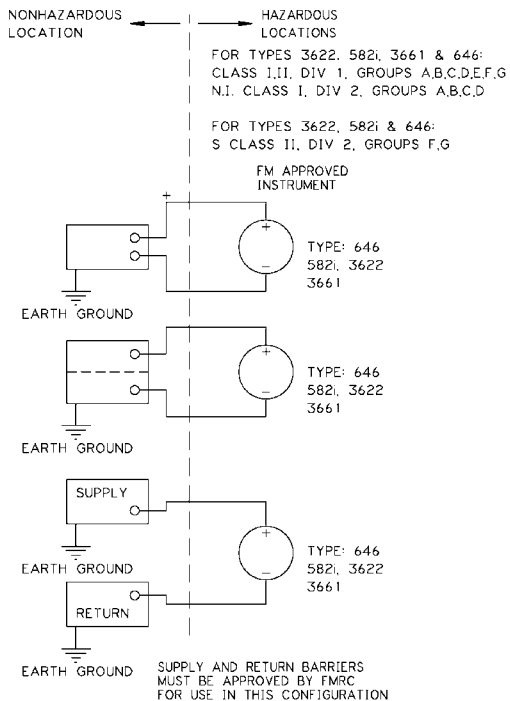 NONHAZARDOUS
LOCATION
HAZARDOUS
LOCATIONS
FOR TYPES 3622. 582i, 3661 & 646:
CLASS I,II, DIV 1, GROUPS A,B,C,D,E,F,G
N.I. CLASS I, DIV 2, GROUPS A,B,C,D
FOR TYPES 3622, 582i & 646:
S CLASS II, DIV 2, GROUPS F,G
FM APPROVED
INSTRUMENT
+
+
−
TYPE: 646
582i, 3622
3661
EARTH GROUND
+
−
TYPE: 646
582i, 3622
3661
EARTH GROUND
SUPPLY
+
−
TYPE: 646
582i, 3622
3661
EARTH GROUND
RETURN
EARTH GROUND
SUPPLY AND RETURN BARRIERS
MUST BE APPROVED BY FMRC
FOR USE IN THIS CONFIGURATION